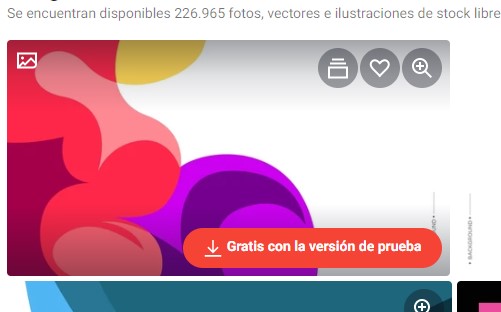 Se encuentran disponibles 226.965 fotos, vectores e ilustraciones de stock libre
Gratis con la versión de prueba
BACKGROUND